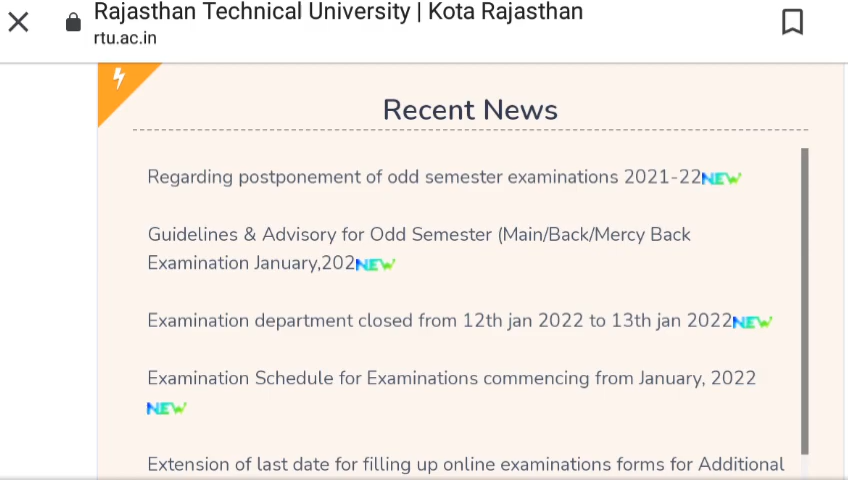 Rajasthan Technical University | Kota Rajasthan
rtu.ac.in
Recent News
Regarding postponement of odd semester examinations 2021-22NEW
Guidelines & Advisory for Odd Semester (Main/Back/Mercy Back
Examination January,202NEW
Examination department closed from 12th jan 2022 to 13th jan 2022NEW
Examination Schedule for Examinations commencing from January, 2022
NEW
Extension of last date for filling up online examinations forms for Additional